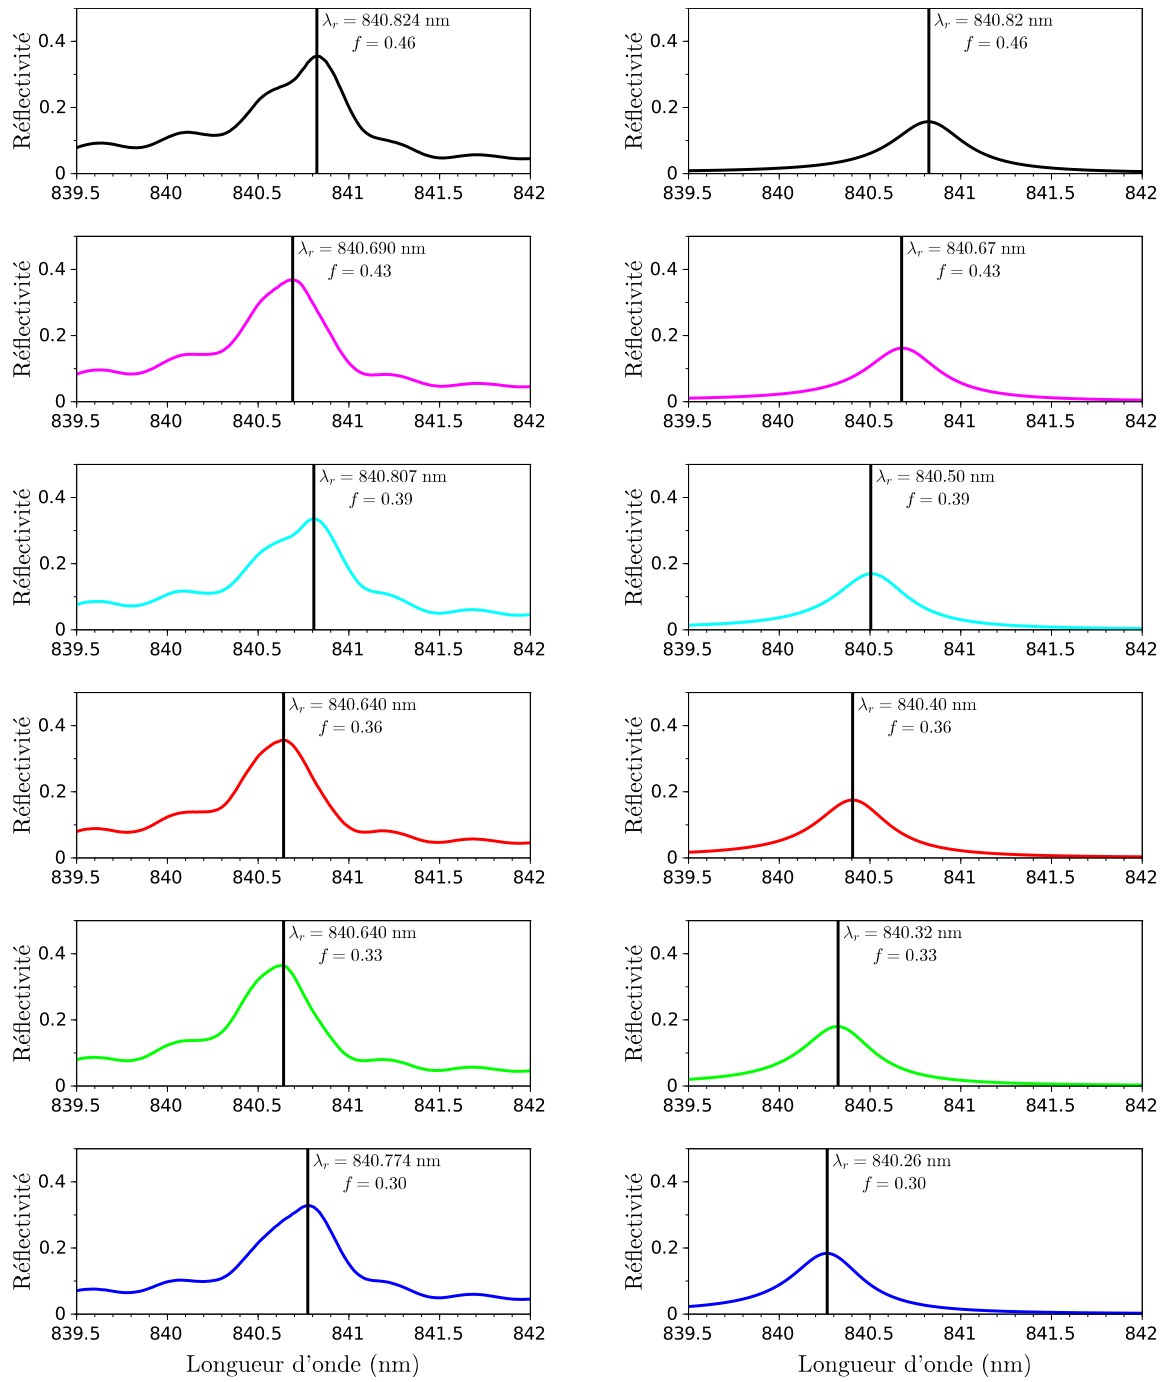 λr = 840.824 nm
f = 0.46
Réflectivité
0.4
0.2
0
839.5 840 840.5 841 841.5 842
λr = 840.82 nm
f = 0.46
Réflectivité
0.4
0.2
0
839.5 840 840.5 841 841.5 842
λr = 840.690 nm
f = 0.43
Réflectivité
0.4
0.2
0
839.5 840 840.5 841 841.5 842
λr = 840.67 nm
f = 0.43
Réflectivité
0.4
0.2
0
839.5 840 840.5 841 841.5 842
λr = 840.807 nm
f = 0.39
Réflectivité
0.4
0.2
0
839.5 840 840.5 841 841.5 842
λr = 840.50 nm
f = 0.39
Réflectivité
0.4
0.2
0
839.5 840 840.5 841 841.5 842
λr = 840.640 nm
f = 0.36
Réflectivité
0.4
0.2
0
839.5 840 840.5 841 841.5 842
λr = 840.40 nm
f = 0.36
Réflectivité
0.4
0.2
0
839.5 840 840.5 841 841.5 842
λr = 840.640 nm
f = 0.33
Réflectivité
0.4
0.2
0
839.5 840 840.5 841 841.5 842
λr = 840.32 nm
f = 0.33
Réflectivité
0.4
0.2
0
839.5 840 840.5 841 841.5 842
λr = 840.774 nm
f = 0.30
Réflectivité
0.4
0.2
0
839.5 840 840.5 841 841.5 842
Longueur d'onde (nm)
λr = 840.26 nm
f = 0.30
Réflectivité
0.4
0.2
0
839.5 840 840.5 841 841.5 842
Longueur d'onde (nm)